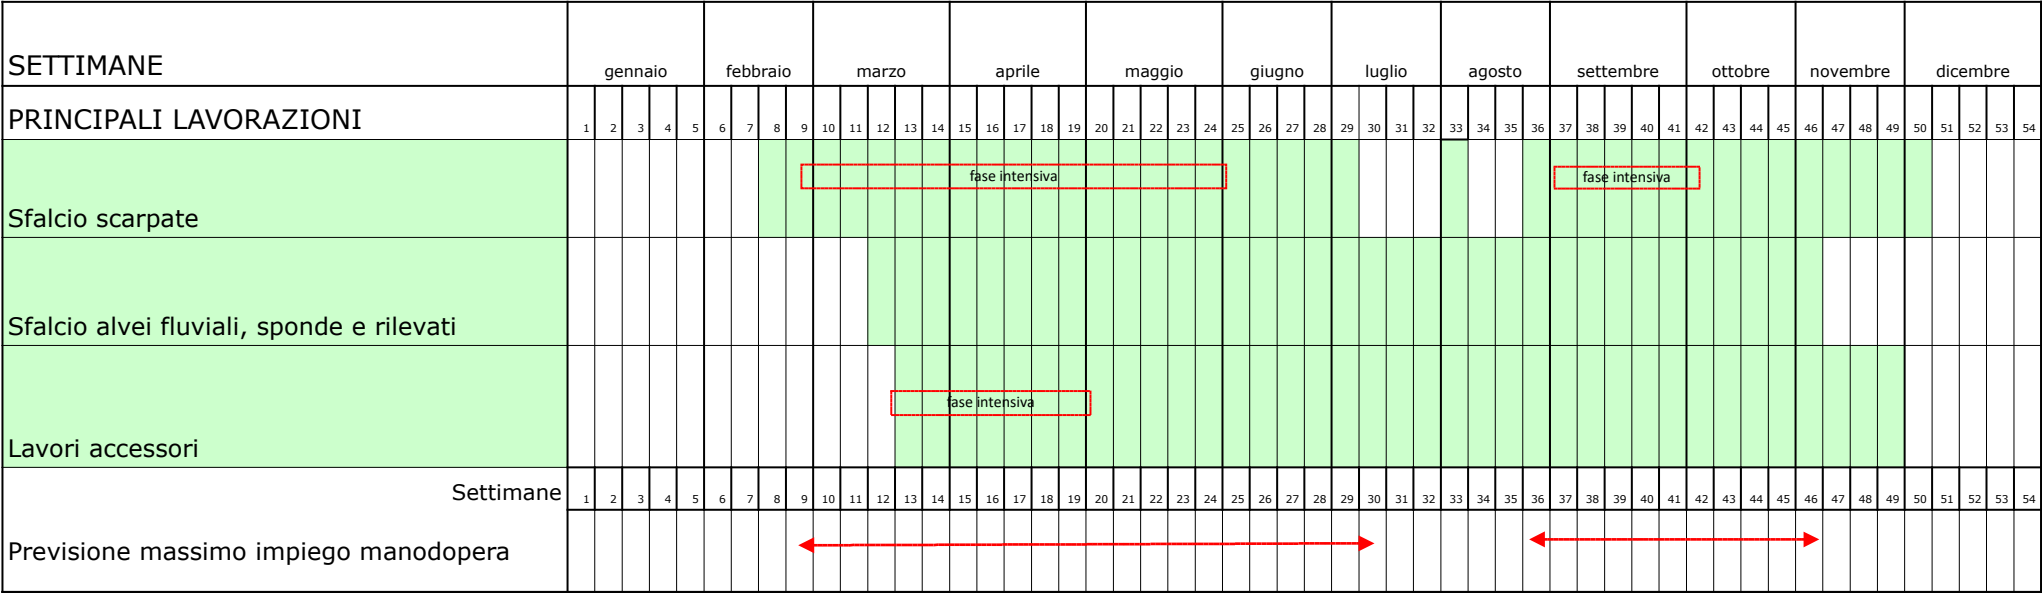 SETTIMANE gennaio febbraio marzo aprile maggio giugno luglio agosto settembre ottobre novembre dicembre
PRINCIPALI LAVORAZIONI 1 2 3 4 5 6 7 8 9 10 11 12 13 14 15 16 17 18 19 20 21 22 23 24 25 26 27 28 29 30 31 32 33 34 35 36 37 38 39 40 41 42 43 44 45 46 47 48 49 50 51 52 53 54
fase intensiva fase intensiva
Sfalcio scarpate
Sfalcio alvei fluviali, sponde e rilevati
fase intensiva
Lavori accessori
Settimane 1 2 3 4 5 6 7 8 9 10 11 12 13 14 15 16 17 18 19 20 21 22 23 24 25 26 27 28 29 30 31 32 33 34 35 36 37 38 39 40 41 42 43 44 45 46 47 48 49 50 51 52 53 54
Previsione massimo impiego manodopera